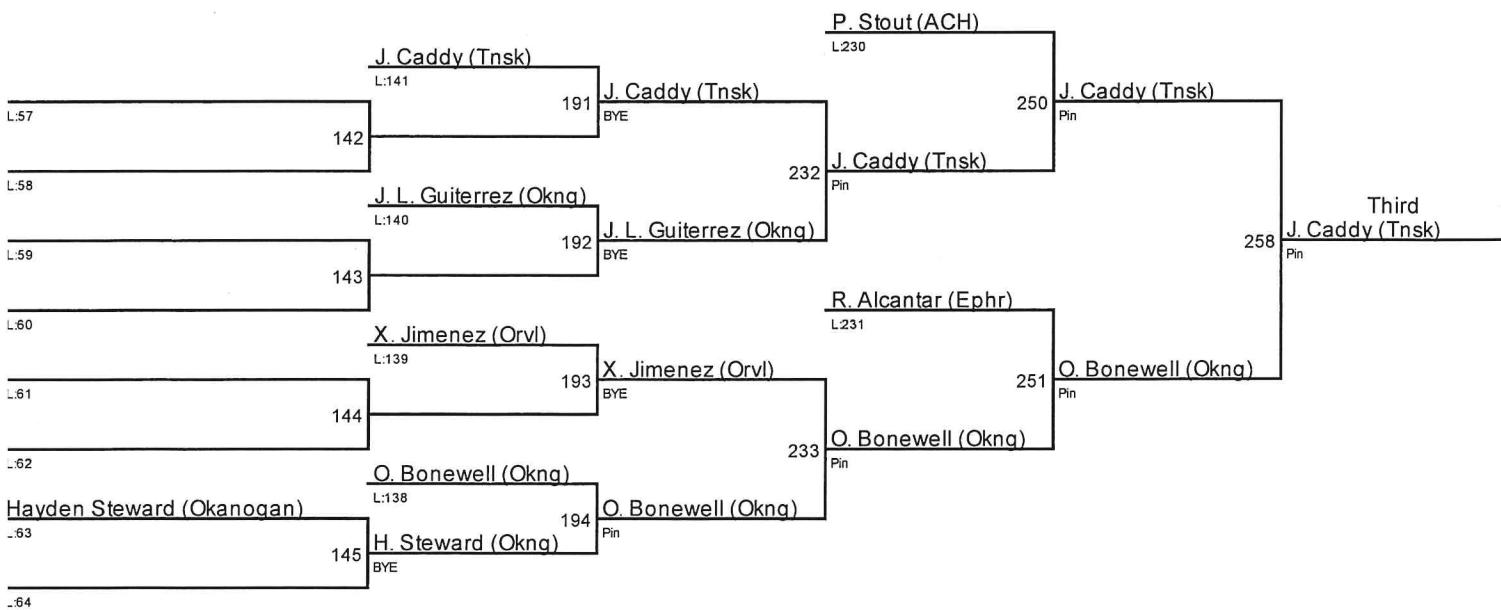 P. Stout (ACH)
L:230
J. Caddy (Tnsk)
L:141
191
J. Caddy (Tnsk)
BYE
250
J. Caddy (Tnsk)
Pin
L:57
142
L:58
232
J. Caddy (Tnsk)
Pin
J. L. Guiterrez (Okng)
L:140
192
J. L. Guiterrez (Okng)
BYE
Third
258
J. Caddy (Tnsk)
Pin
L:59
143
L:60
R. Alcantar (Ephr)
L:231
X. Jimenez (Orvl)
L:139
193
X. Jimenez (Orvl)
BYE
251
O. Bonewell (Okng)
Pin
L:61
144
L:62
233
O. Bonewell (Okng)
Pin
O. Bonewell (Okng)
L:138
194
O. Bonewell (Okng)
Pin
Hayden Steward (Okanogan)
L:63
145
H. Steward (Okng)
BYE
L:64